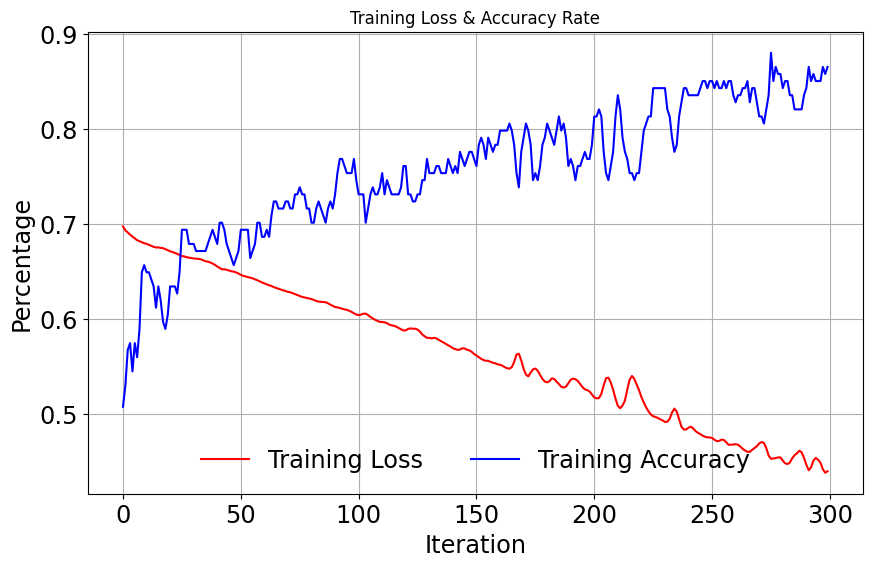 Training Loss & Accuracy Rate
0.9
0.8
0.7
0.6
0.5
Percentage
Training Loss
Training Accuracy
0
50
100
150
200
250
300
Iteration